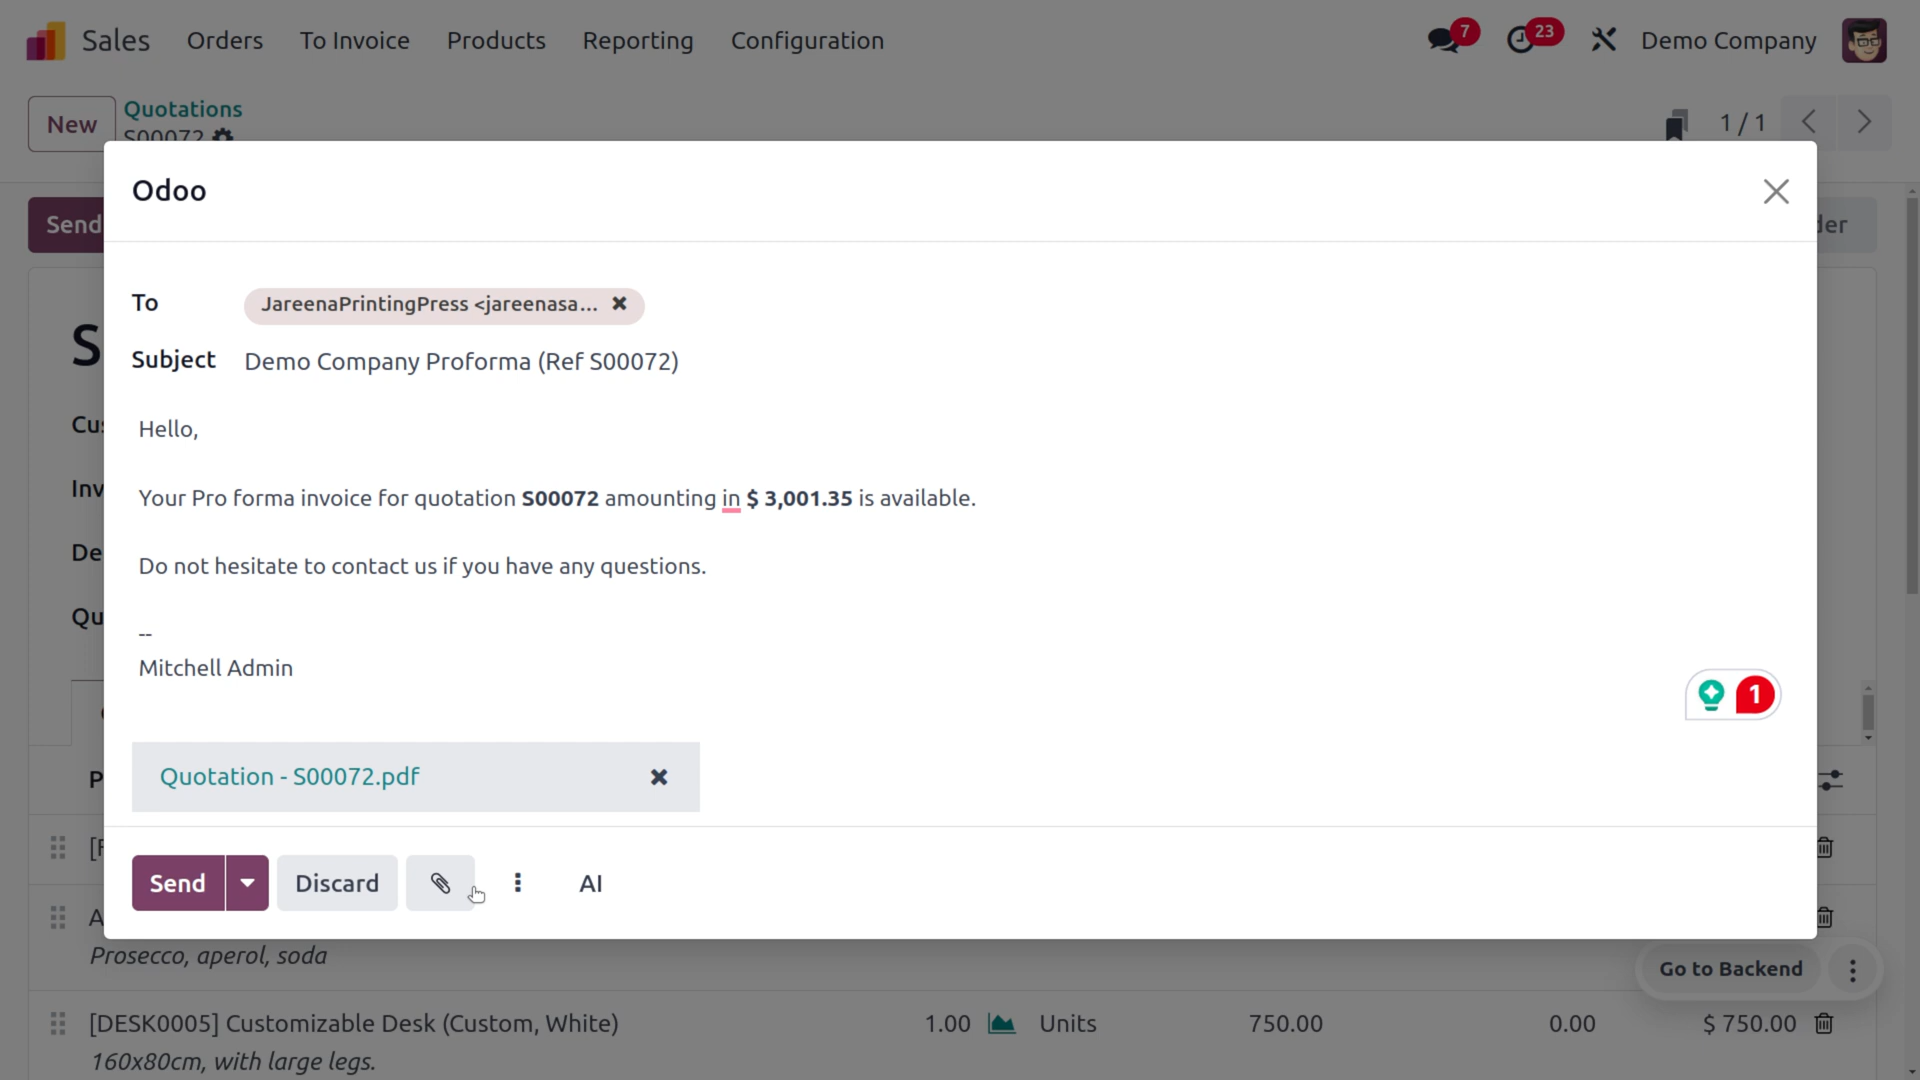 Sales Orders To Invoice Products Reporting Configuration 7 23 Demo Company
New Quotations 1 / 1
S00072
Send
Odoo
To JareenaPrintingPress <jareenasa...
Subject Demo Company Proforma (Ref S00072)
Hello,
Your Pro forma invoice for quotation S00072 amounting in $ 3,001.35 is available.
Do not hesitate to contact us if you have any questions.
--
Mitchell Admin
1
Quotation - S00072.pdf
Send Discard AI
Prosecco, aperol, soda
Go to Backend
[DESK0005] Customizable Desk (Custom, White) 1.00 Units 750.00 0.00 $ 750.00
160x80cm, with large legs.